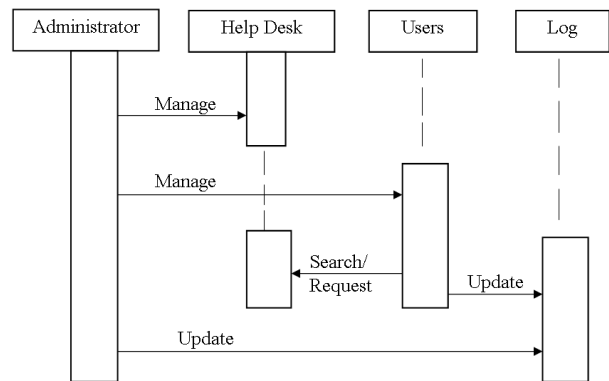 Administrator
Help Desk
Users
Log
Manage
Manage
Search/
Request
Update
Update